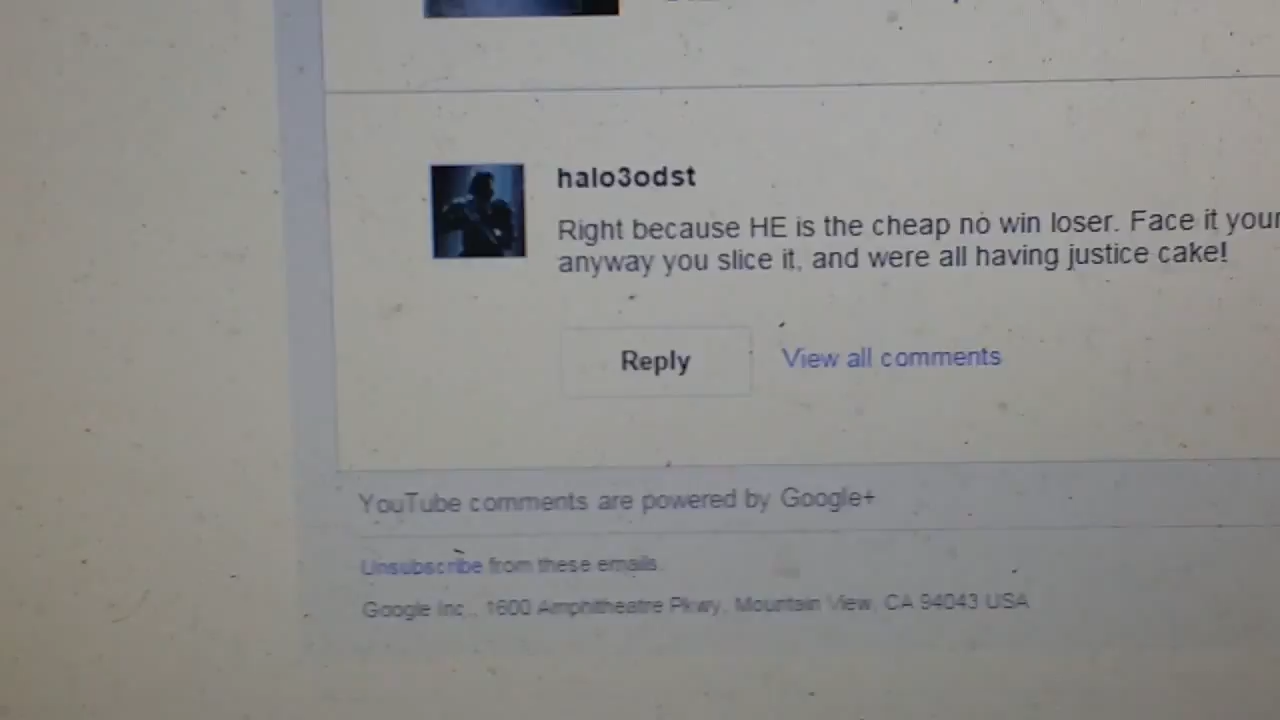 halo3odst
Right because HE is the cheap no win loser. Face it your
anyway you slice it, and were all having justice cake!
Reply
View all comments
YouTube comments are powered by Google+
Unsubscribe from these emails.
Google Inc., 1600 Amphitheatre Pkwy, Mountain View, CA 94043 USA